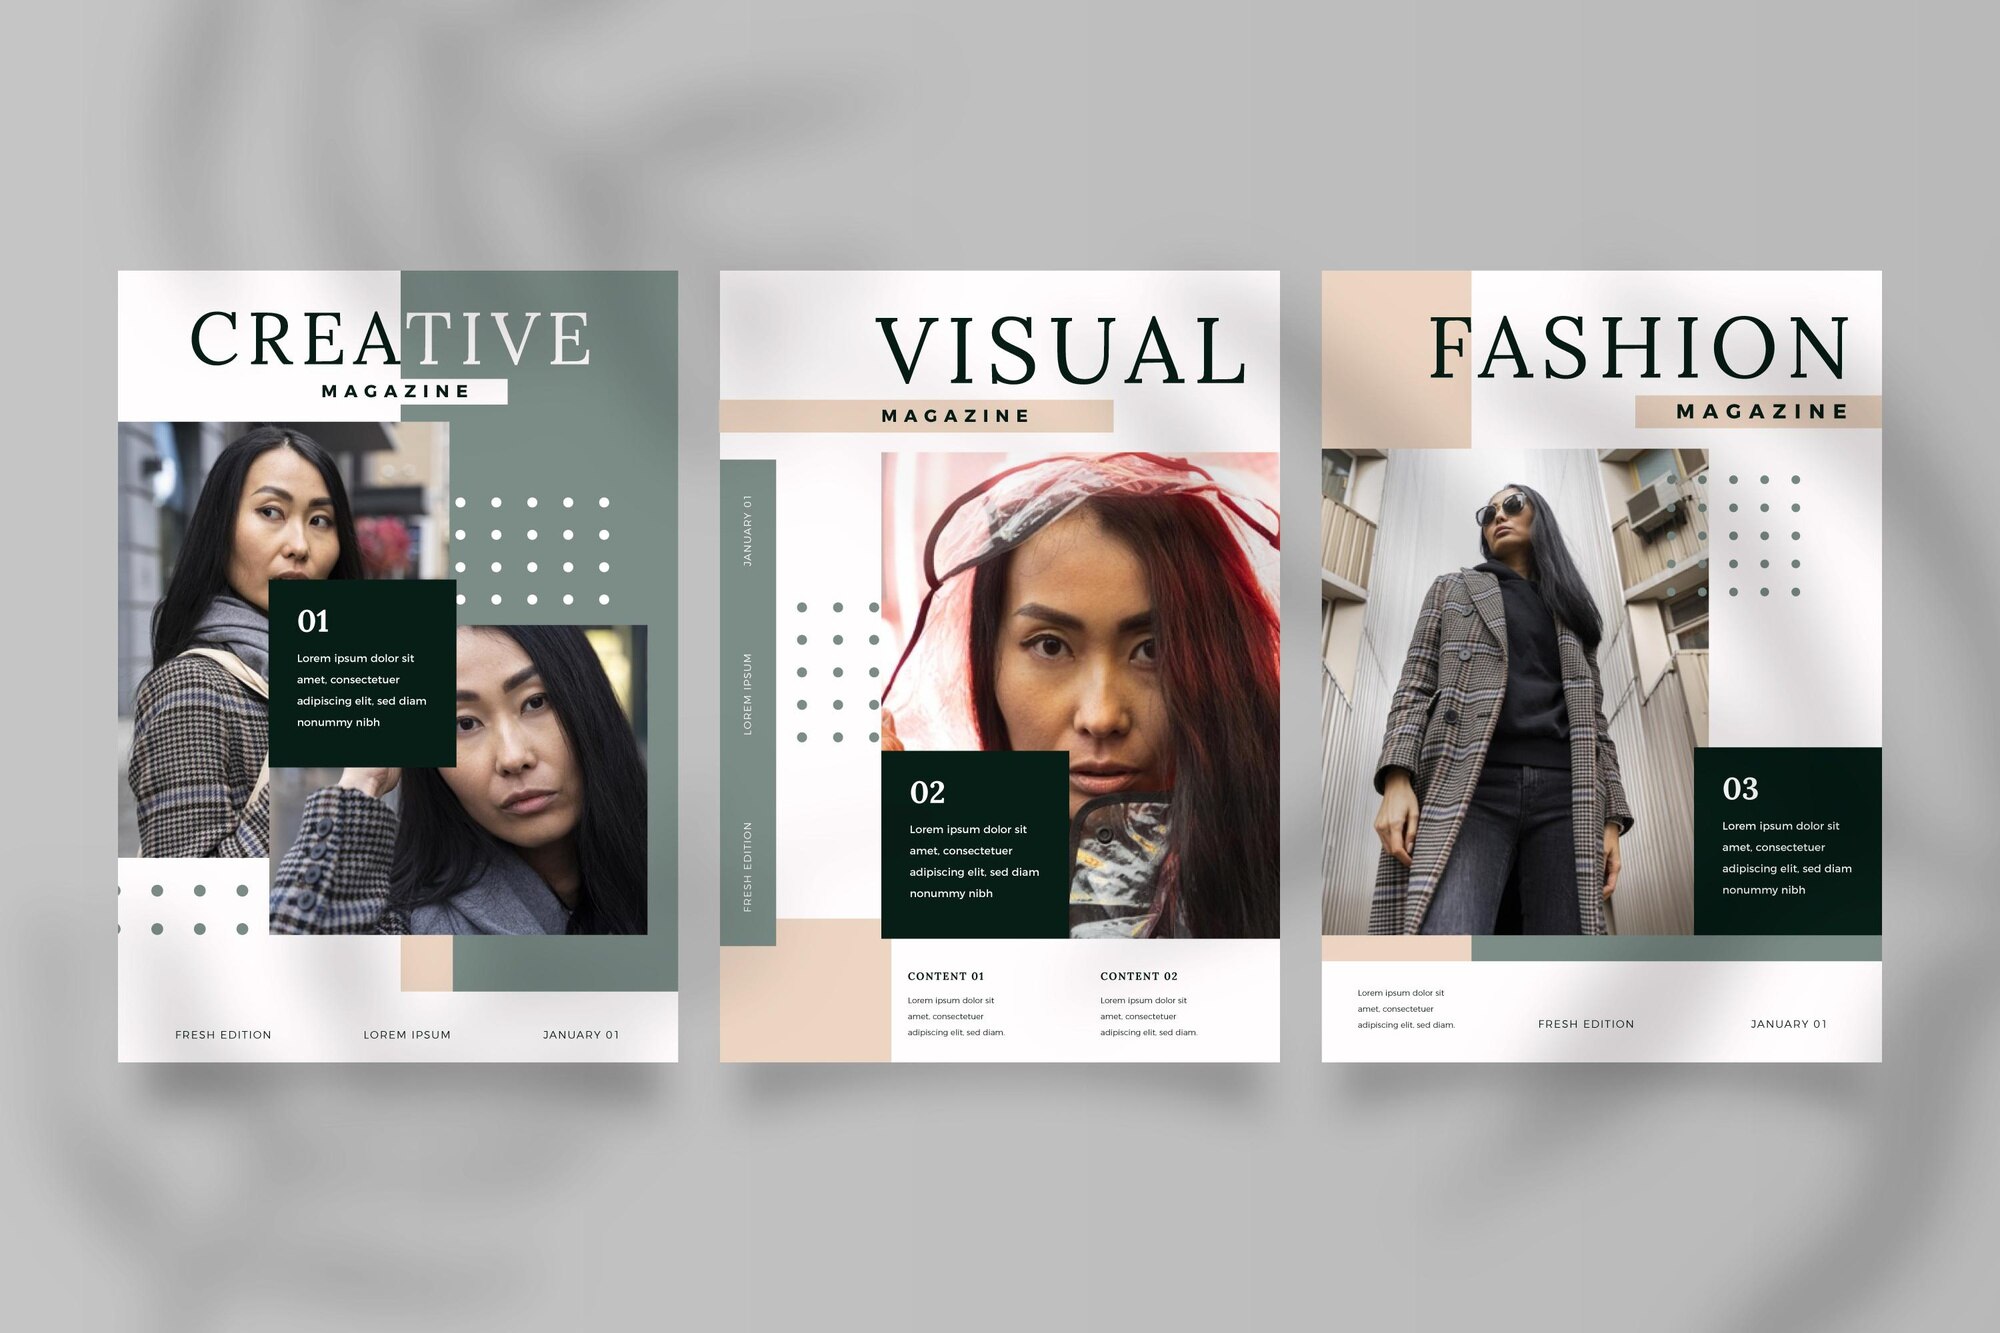 CREATIVE
MAGAZINE
01
Lorem ipsum dolor sit
amet, consectetuer
adipiscing elit, sed diam
nonummy nibh
FRESH EDITION
LOREM IPSUM
JANUARY 01
VISUAL
MAGAZINE
JANUARY 01
LOREM IPSUM
FRESH EDITION
02
Lorem ipsum dolor sit
amet, consectetuer
adipiscing elit, sed diam
nonummy nibh
CONTENT 01
Lorem ipsum dolor sit
amet, consectetuer
adipiscing elit, sed diam.
CONTENT 02
Lorem ipsum dolor sit
amet, consectetuer
adipiscing elit, sed diam.
FASHION
MAGAZINE
03
Lorem ipsum dolor sit
amet, consectetuer
adipiscing elit, sed diam
nonummy nibh
Lorem ipsum dolor sit
amet, consectetuer
adipiscing elit, sed diam.
FRESH EDITION
JANUARY 01